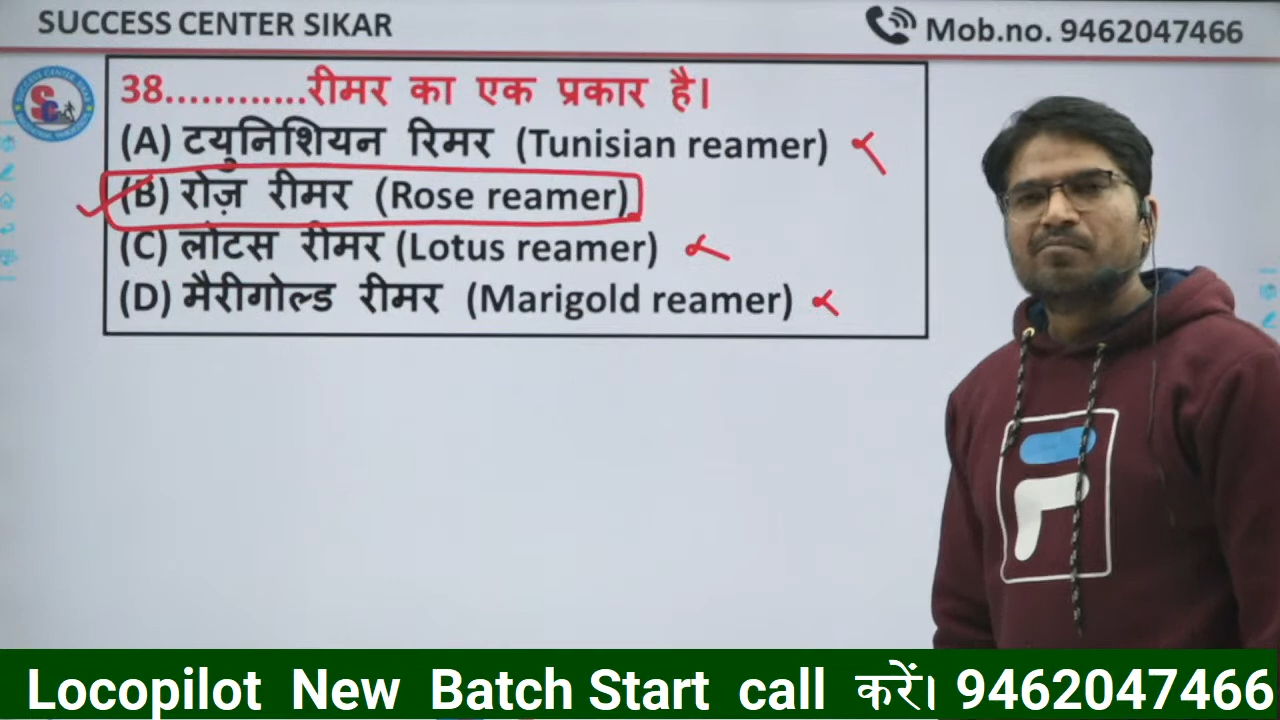 SUCCESS CENTER SIKAR
Mob.no. 9462047466
38............रीमर का एक प्रकार है।
(A) टयुनिशियन रिमर (Tunisian reamer)
(B) रोज़ रीमर (Rose reamer)
(C) लोटस रीमर (Lotus reamer)
(D) मैरीगोल्ड रीमर (Marigold reamer)
Locopilot New Batch Start call करें। 9462047466